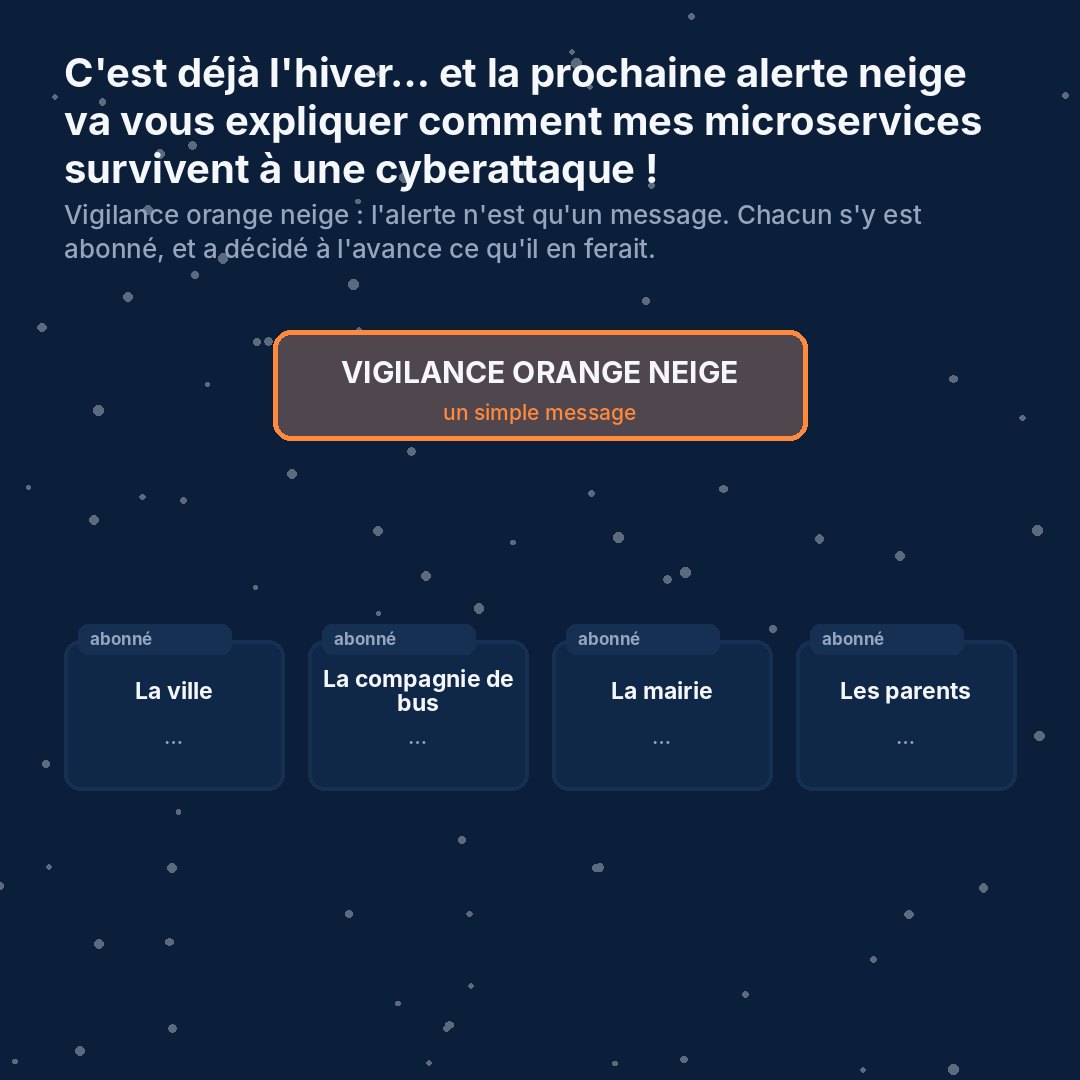 C'est déjà l'hiver... et la prochaine alerte neige
va vous expliquer comment mes microservices
survivent à une cyberattaque !
Vigilance orange neige : l'alerte n'est qu'un message. Chacun s'y est
abonné, et a décidé à l'avance ce qu'il en ferait.
VIGILANCE ORANGE NEIGE
un simple message
abonné
La ville
...
abonné
La compagnie de
bus
...
abonné
La mairie
...
abonné
Les parents
...